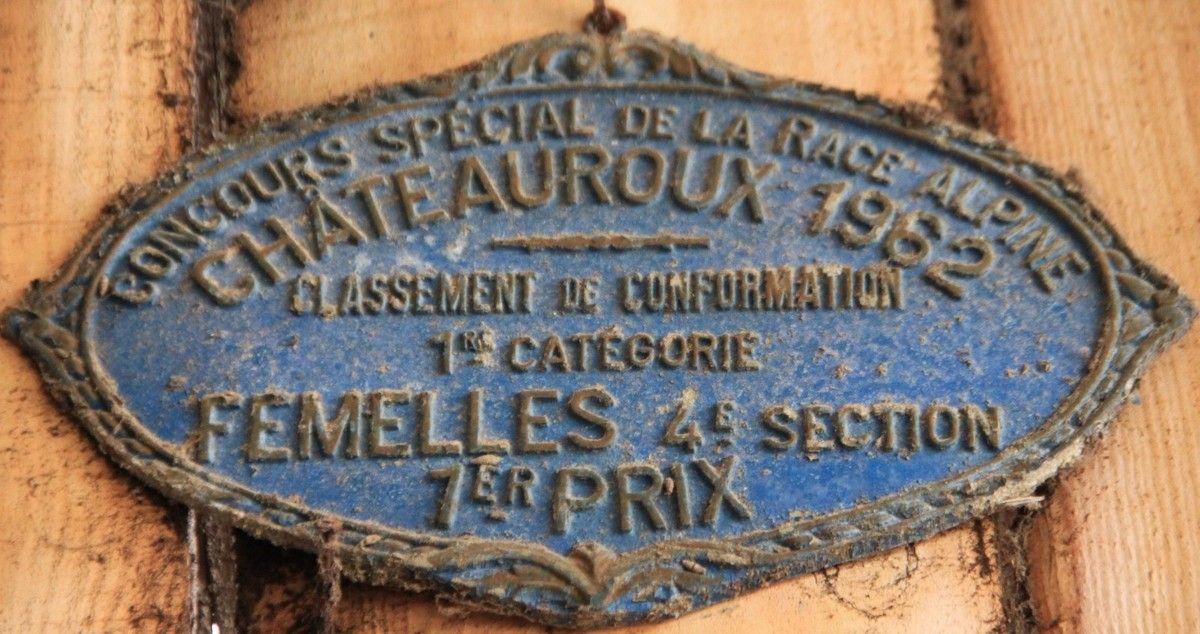 CONCOURS SPÉCIAL DE LA RACE ALPINE
CHÂTEAUROUX 1962
CLASSEMENT DE CONFORMATION
1RE CATÉGORIE
FEMELLES 4E SECTION
1ER PRIX